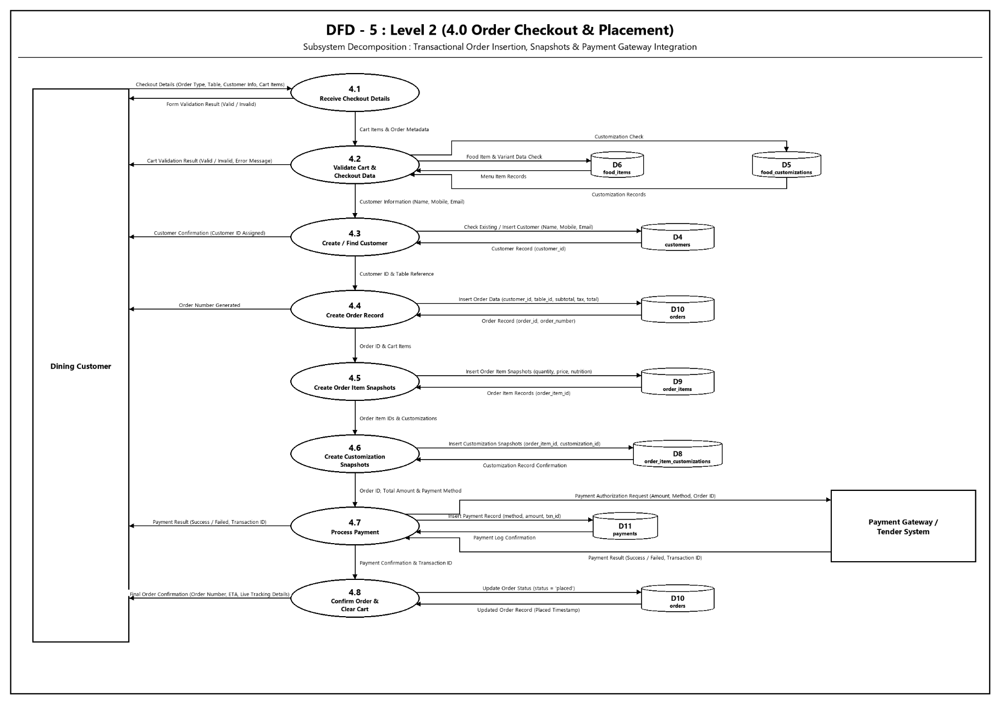 DFD - 5 : Level 2 (4.0 Order Checkout & Placement)
Subsystem Decomposition : Transactional Order Insertion, Snapshots & Payment Gateway Integration
Checkout Details (Order Type, Table, Customer Info, Cart Items)
4.1
Receive Checkout Details
Form Validation Result (Valid / Invalid)
Cart Items & Order Metadata
Customization Check
Cart Validation Result (Valid / Invalid, Error Message)
4.2
Validate Cart &
Checkout Data
Food Item & Variant Data Check
Menu Item Records
D6
food_items
D5
food_customizations
Customization Records
Customer Information (Name, Mobile, Email)
Customer Confirmation (Customer ID Assigned)
4.3
Create / Find Customer
Check Existing / Insert Customer (Name, Mobile, Email)
Customer Record (customer_id)
D4
customers
Customer ID & Table Reference
Order Number Generated
4.4
Create Order Record
Insert Order Data (customer_id, table_id, subtotal, tax, total)
Order Record (order_id, order_number)
D10
orders
Order ID & Cart Items
Dining Customer
4.5
Create Order Item Snapshots
Insert Order Item Snapshots (quantity, price, nutrition)
Order Item Records (order_item_id)
D9
order_items
Order Item IDs & Customizations
4.6
Create Customization
Snapshots
Insert Customization Snapshots (order_item_id, customization_id)
Customization Record Confirmation
D8
order_item_customizations
Order ID, Total Amount & Payment Method
Payment Authorization Request (Amount, Method, Order ID)
Payment Result (Success / Failed, Transaction ID)
4.7
Process Payment
Insert Payment Record (method, amount, txn_id)
Payment Log Confirmation
D11
payments
Payment Gateway /
Tender System
Payment Result (Success / Failed, Transaction ID)
Payment Confirmation & Transaction ID
Final Order Confirmation (Order Number, ETA, Live Tracking Details)
4.8
Confirm Order &
Clear Cart
Update Order Status (status = 'placed')
Updated Order Record (Placed Timestamp)
D10
orders